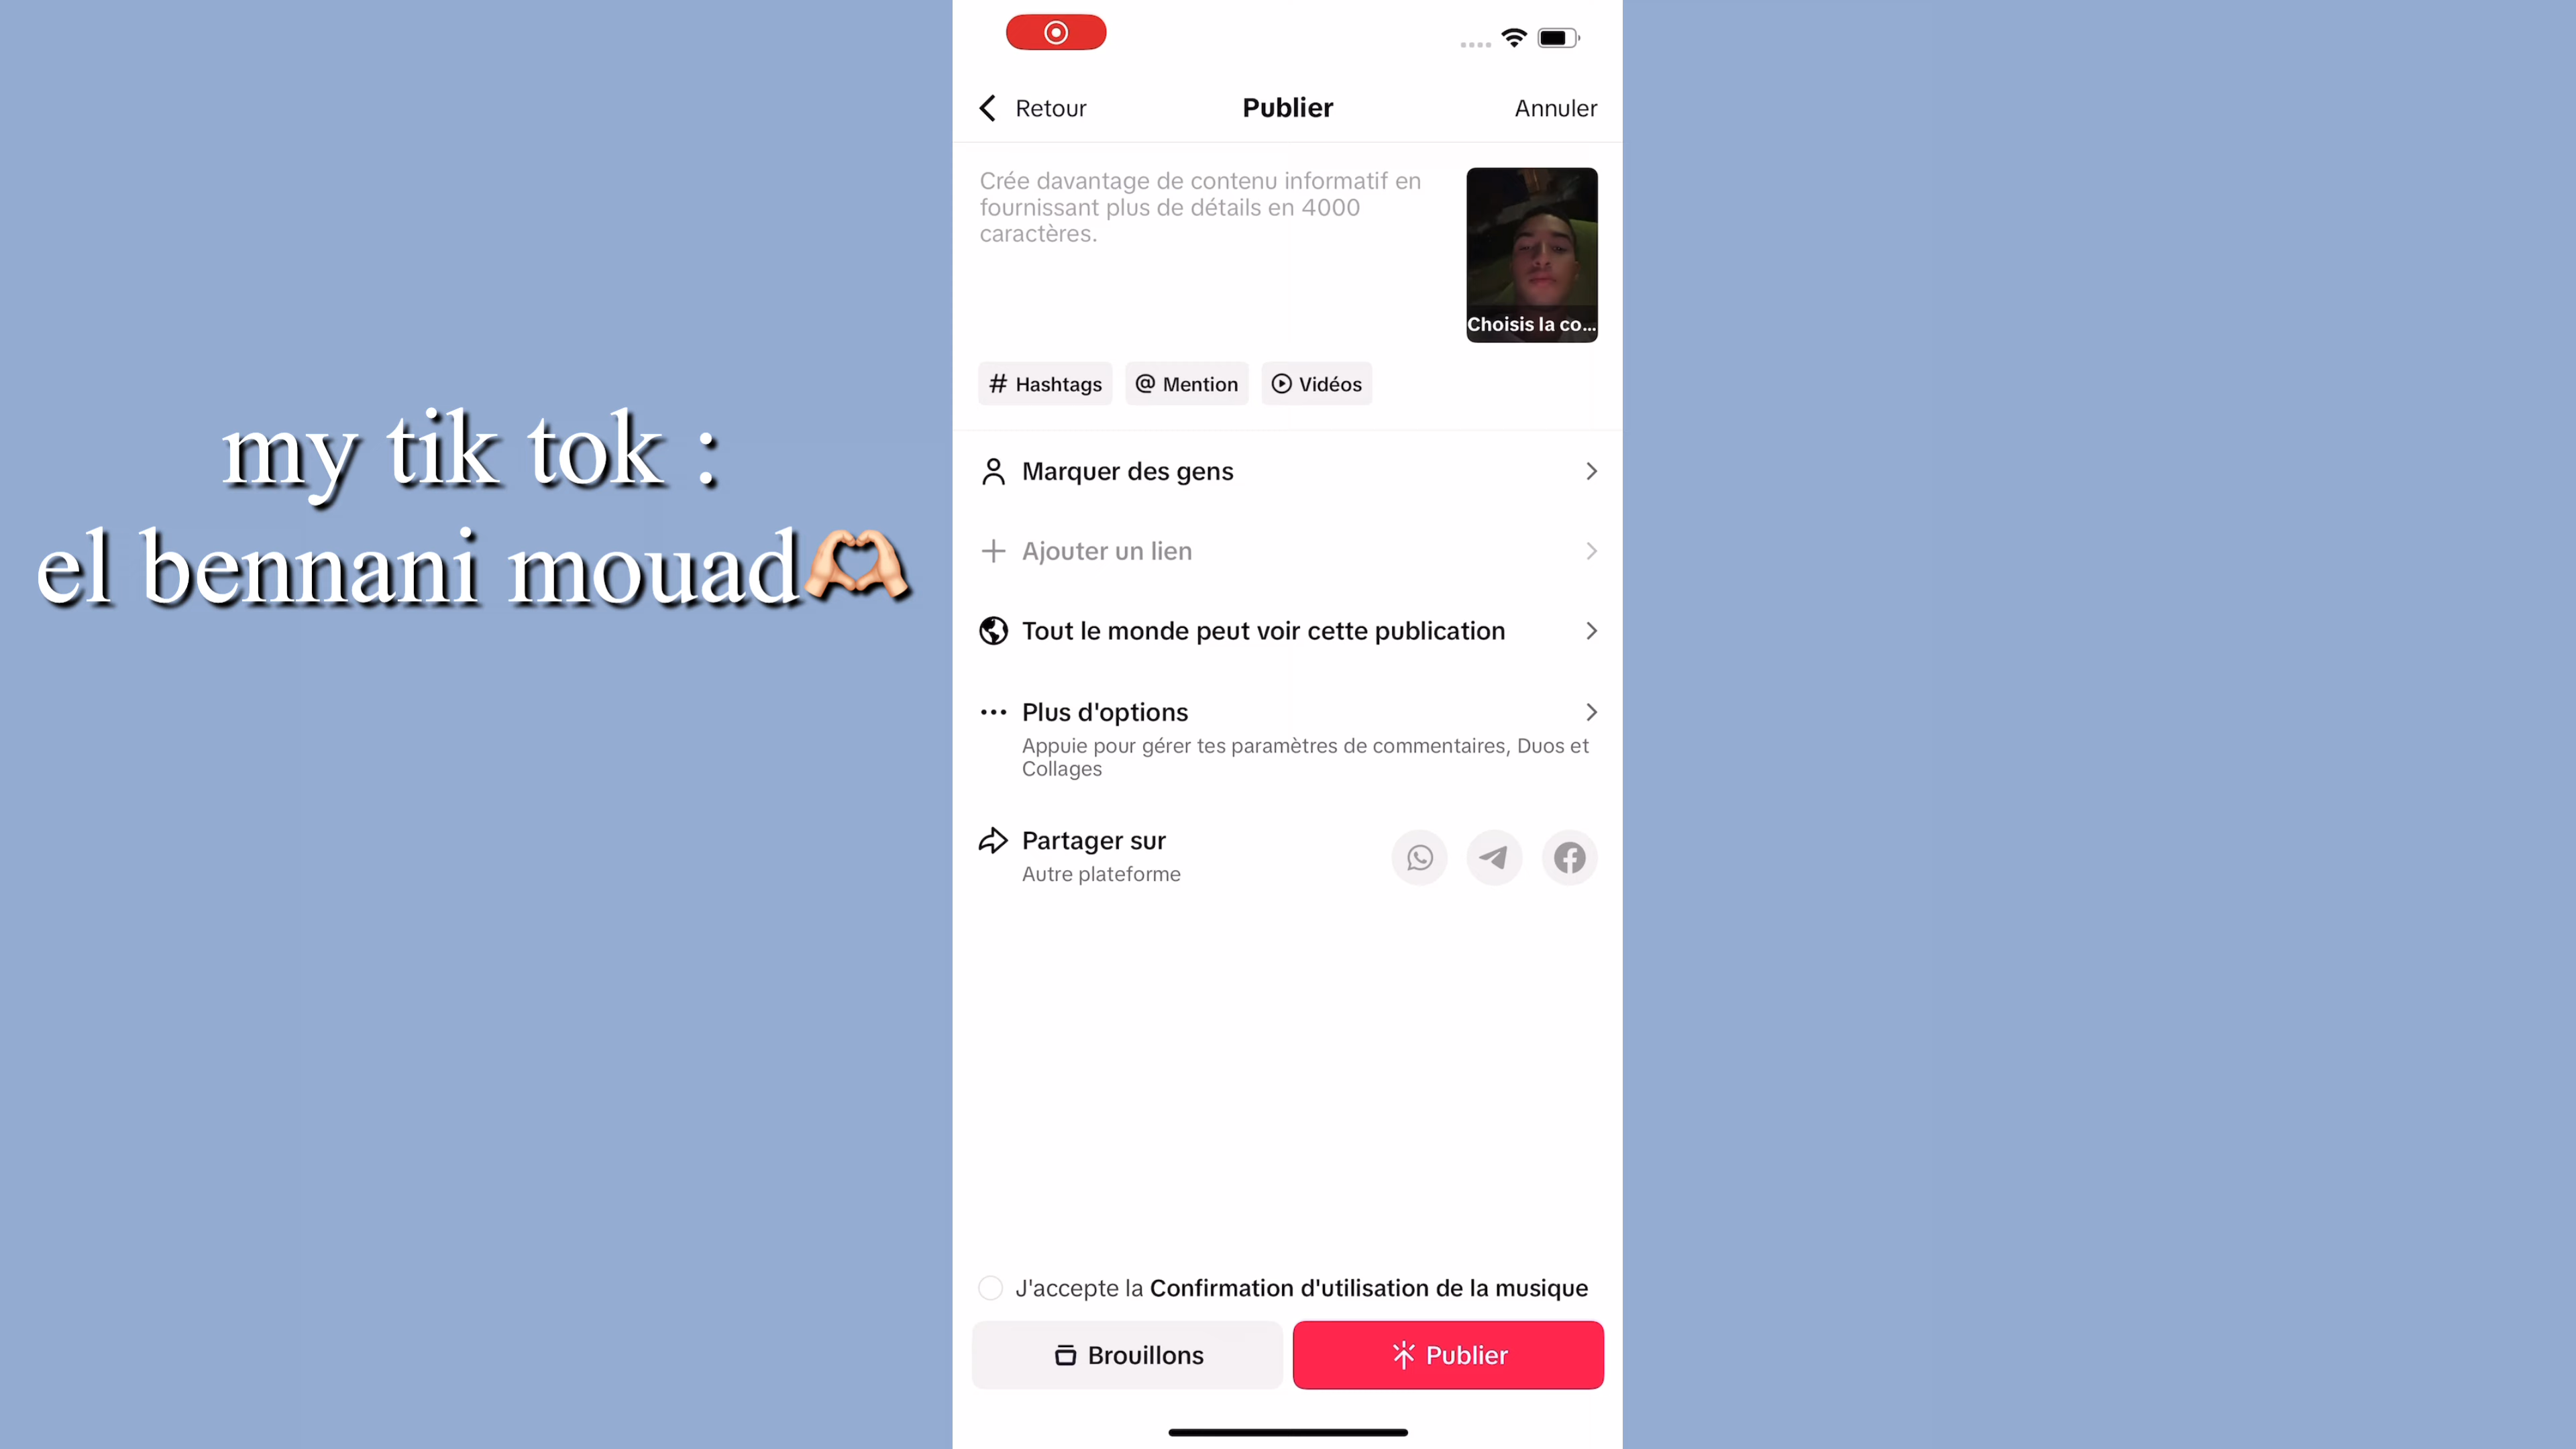 Retour
Publier
Annuler
Crée davantage de contenu informatif en
fournissant plus de détails en 4000
caractères.
Choisis la co...
# Hashtags
@ Mention
Vidéos
my tik tok :
el bennani mouad🫶🏻
Marquer des gens
Ajouter un lien
Tout le monde peut voir cette publication
Plus d'options
Appuie pour gérer tes paramètres de commentaires, Duos et
Collages
Partager sur
Autre plateforme
J'accepte la Confirmation d'utilisation de la musique
Brouillons
Publier